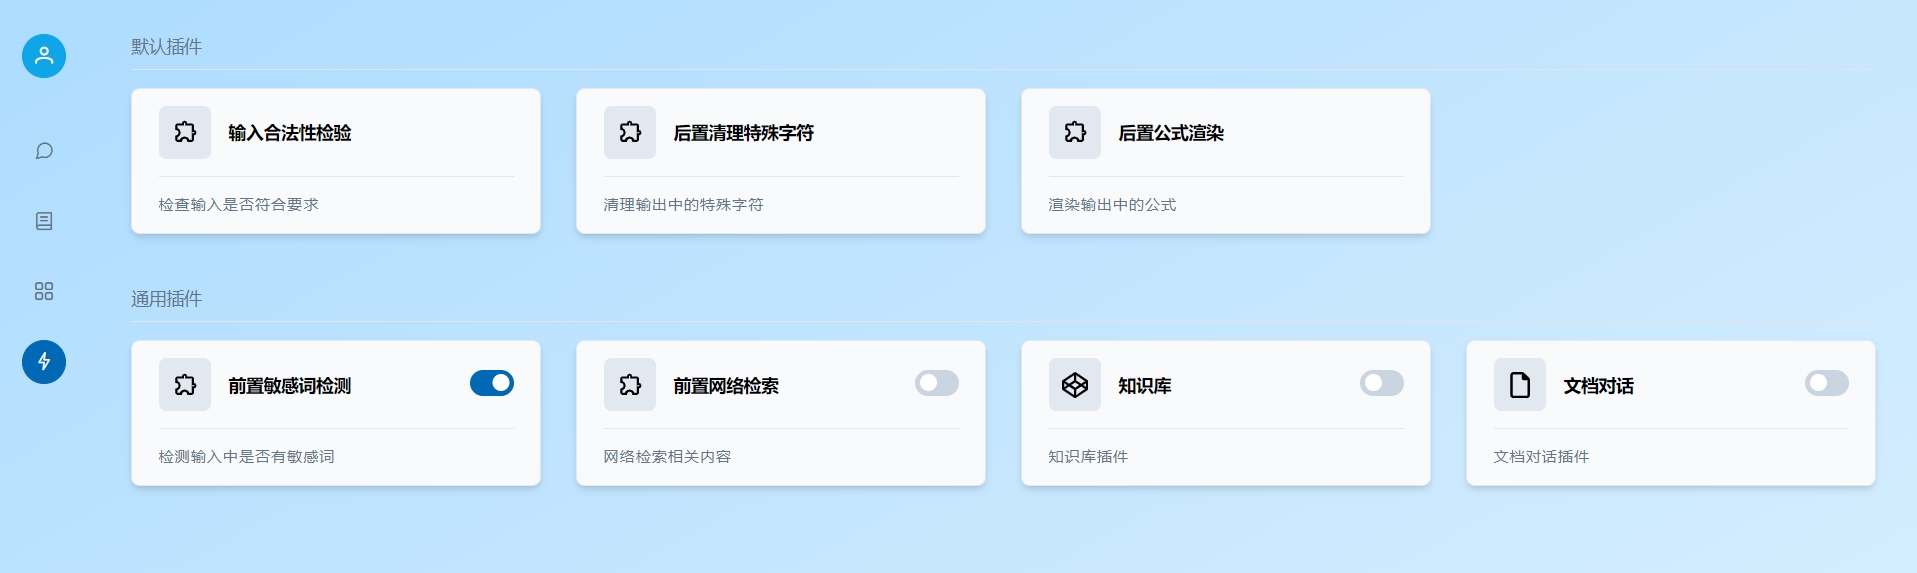 默认插件
输入合法性检验
检查输入是否符合要求
后置清理特殊字符
清理输出中的特殊字符
后置公式渲染
渲染输出中的公式
通用插件
前置敏感词检测
检测输入中是否有敏感词
前置网络检索
网络检索相关内容
知识库
知识库插件
文档对话
文档对话插件